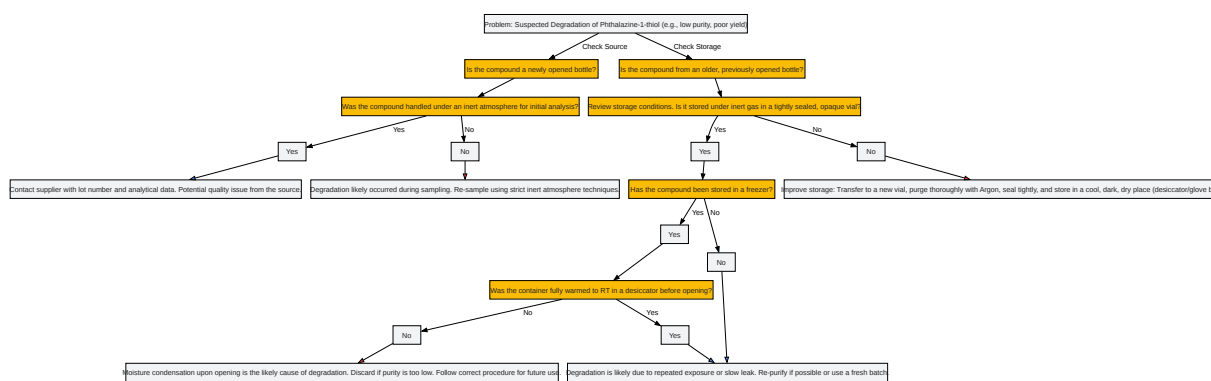 Problem: Suspected Degradation of Phthalazine-1-thiol (e.g., low purity, poor yield)
Check Source
Check Storage
Is the compound a newly opened bottle?
Is the compound from an older, previously opened bottle?
Was the compound handled under an inert atmosphere for initial analysis?
Review storage conditions. Is it stored under inert gas in a tightly sealed, opaque vial?
Yes
No
Yes
No
Yes
No
Yes
No
Contact supplier with lot number and analytical data. Potential quality issue from the source.
Degradation likely occurred during sampling. Re-sample using strict inert atmosphere techniques.
Has the compound been stored in a freezer?
Improve storage: Transfer to a new vial, purge thoroughly with Argon, seal tightly, and store in a cool, dark, dry place (desiccator/glove b
Yes
No
Yes
No
Was the container fully warmed to RT in a desiccator before opening?
No
Yes
No
Yes
Moisture condensation upon opening is the likely cause of degradation. Discard if purity is too low. Follow correct procedure for future use.
Degradation is likely due to repeated exposure or slow leak. Re-purify if possible or use a fresh batch.